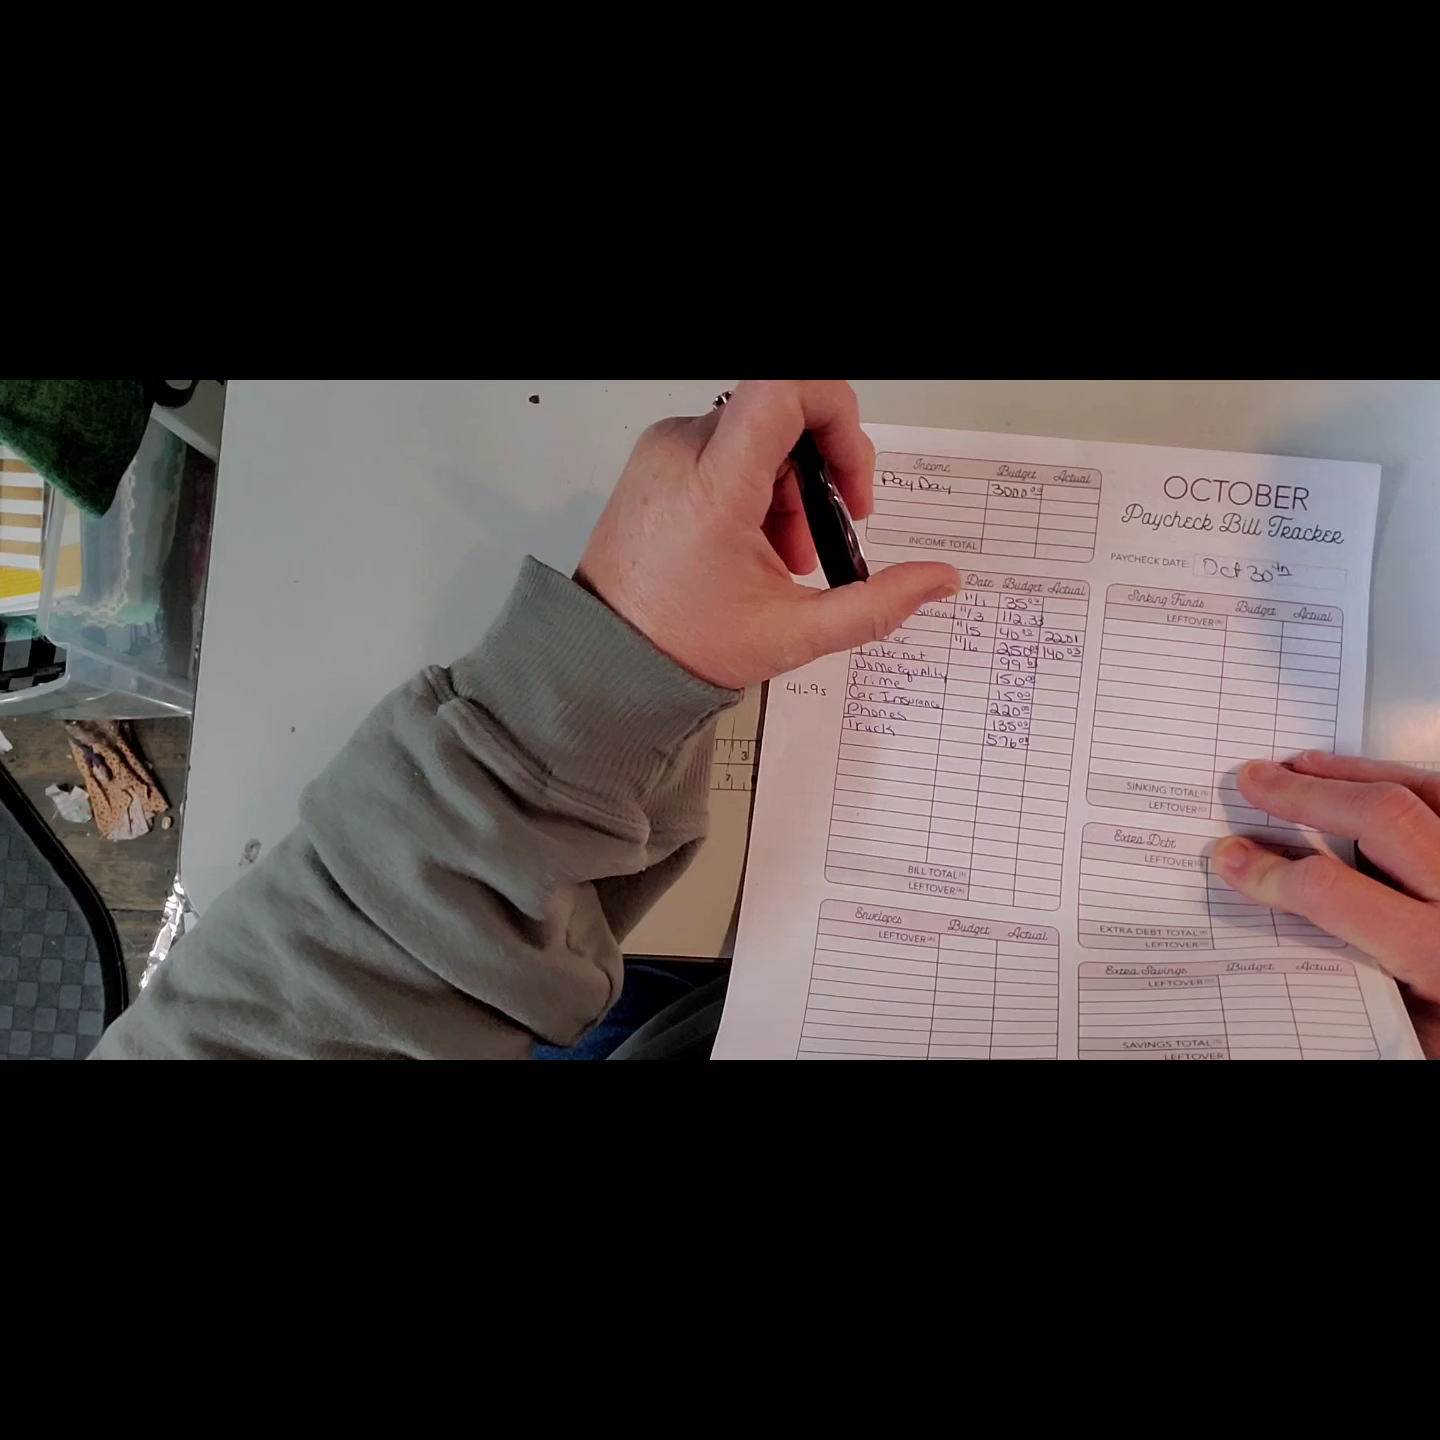 Income Budget Actual
Pay Day 3000 00
INCOME TOTAL
OCTOBER
Paycheck Bill Tracker
PAYCHECK DATE: Oct 30th
Date Budget Actual
11/1 35 00
11/3 112.33
11/5 40 00 22.01
11/6 250 00 140 03
Internet 99
Home Equality 150 00
Prime 15 00
Car Insurance 220 00
Phones 135 00
Truck 576 00
41-95
BILL TOTAL
LEFTOVER
Sinking Funds Budget Actual
LEFTOVER
SINKING TOTAL
LEFTOVER
Extra Debt
LEFTOVER
EXTRA DEBT TOTAL
LEFTOVER
Envelopes Budget Actual
LEFTOVER
Extra Savings Budget Actual
LEFTOVER
SAVINGS TOTAL
LEFTOVER
3